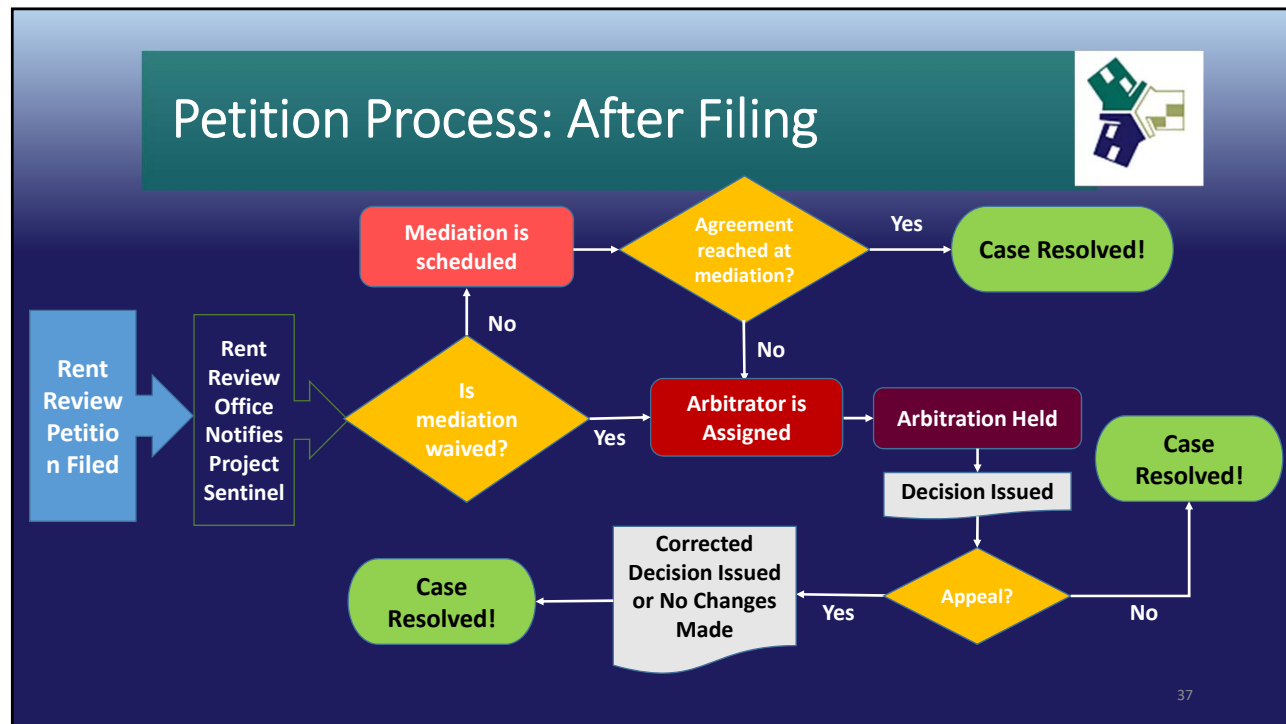 Petition Process: After Filing
Mediation is
scheduled
Agreement
reached at
mediation?
Yes
Case Resolved!
No
No
Rent
Review
Petitio
n Filed
Rent
Review
Office
Notifies
Project
Sentinel
Is
mediation
waived?
Yes
Arbitrator is
Assigned
Arbitration Held
Decision Issued
Case
Resolved!
Appeal?
No
Yes
Corrected
Decision Issued
or No Changes
Made
Case
Resolved!
37